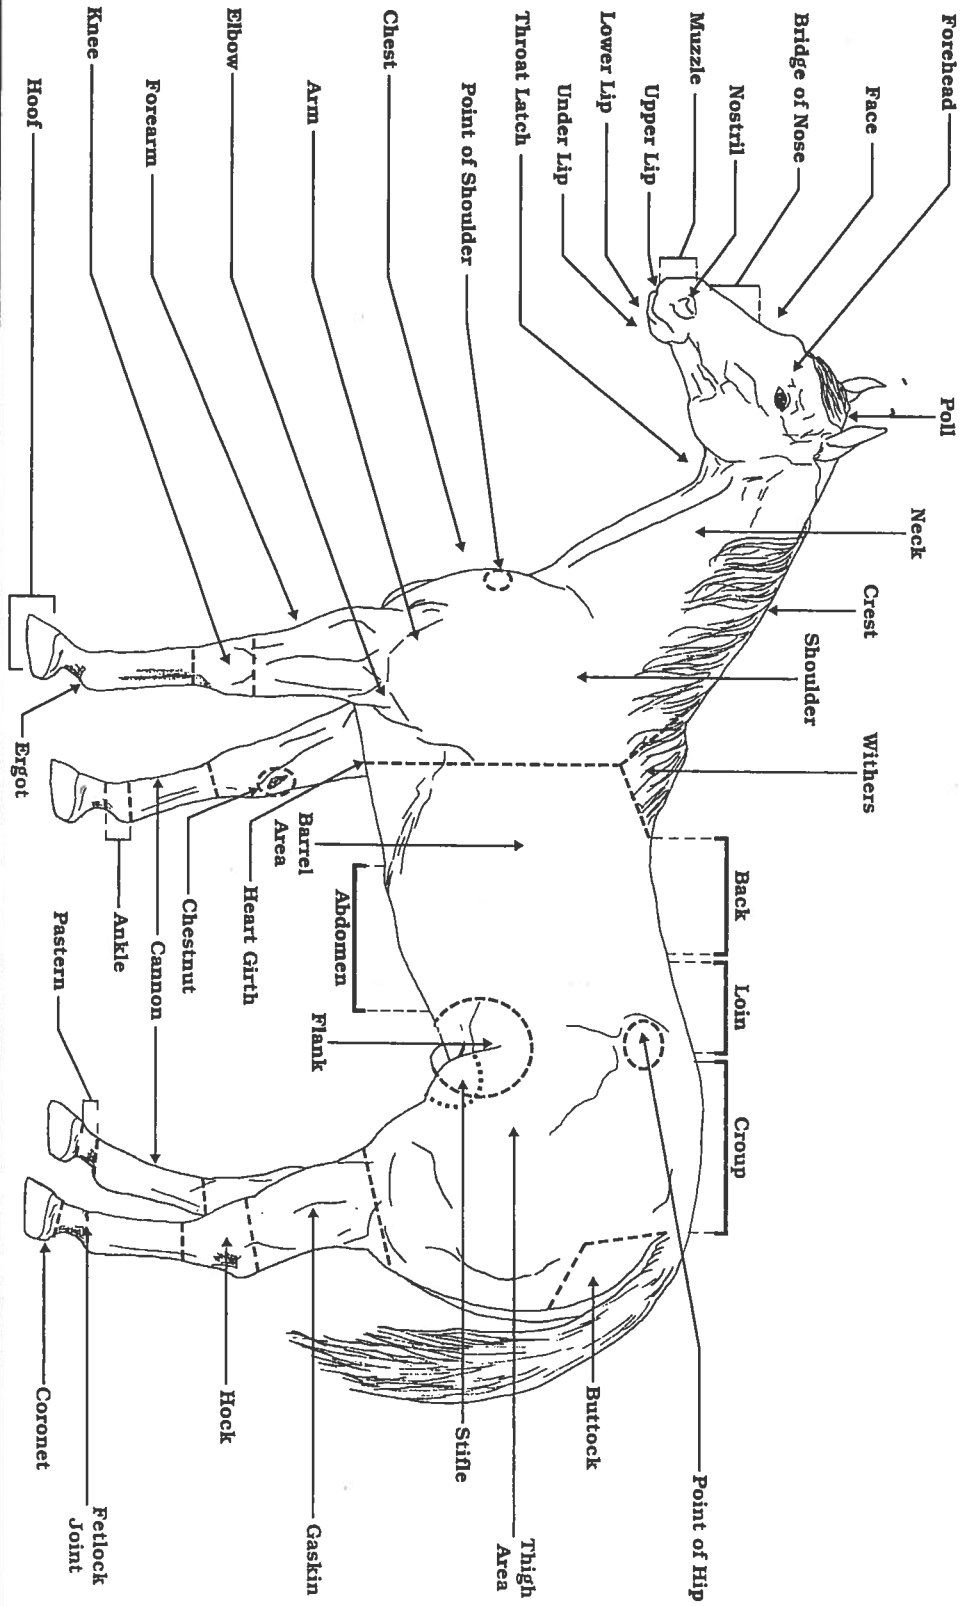 Forehead
Face
Bridge of Nose
Nostril
Muzzle
Upper Lip
Lower Lip
Under Lip
Throat Latch
Point of Shoulder
Chest
Arm
Elbow
Forearm
Knee
Hoof
Poll
Neck
Crest
Shoulder
Withers
Back
Loin
Croup
Point of Hip
Thigh
Area
Buttock
Stifle
Gaskin
Hock
Fetlock
Joint
Coronet
Flank
Abdomen
Barrel
Area
Heart Girth
Chestnut
Cannon
Ankle
Pastern
Ergot